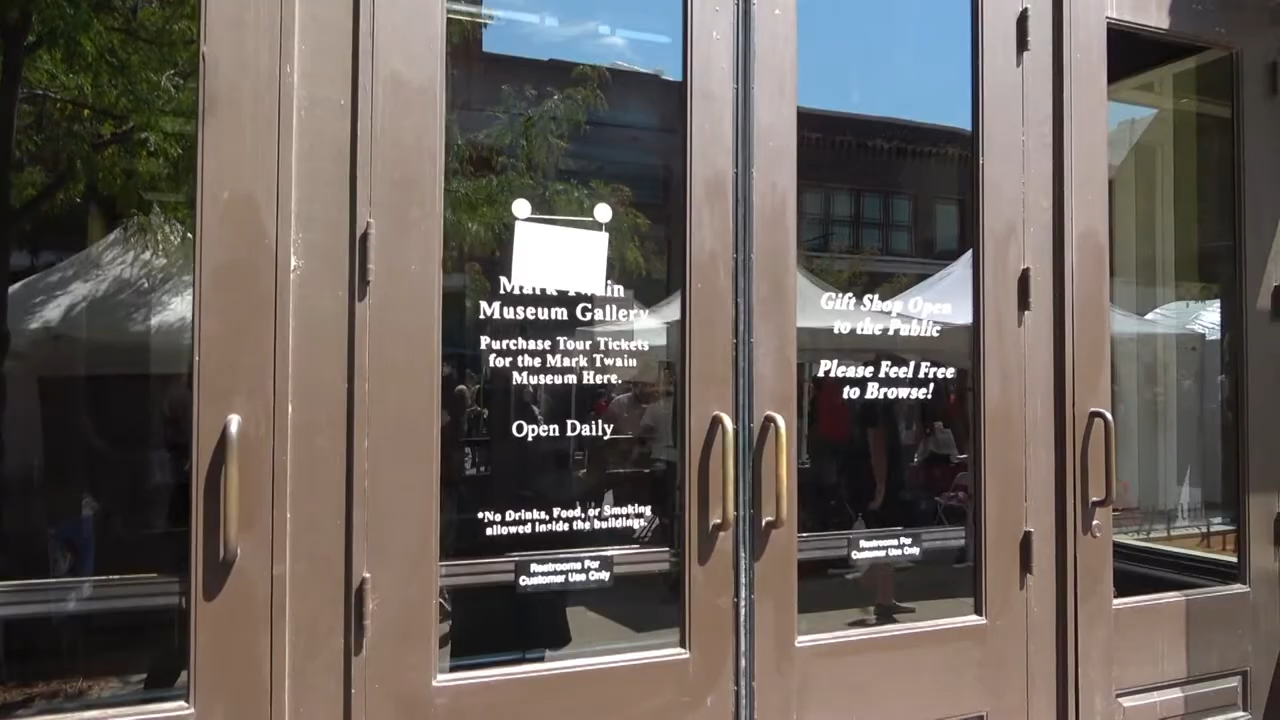 Mark Twain
Museum Gallery
Purchase Tour Tickets
for the Mark Twain
Museum Here.
Open Daily
*No Drinks, Food, or Smoking
allowed inside the buildings.
Restrooms For
Customer Use Only
Gift Shop Open
to the Public
Please Feel Free
to Browse!
Restrooms For
Customer Use Only